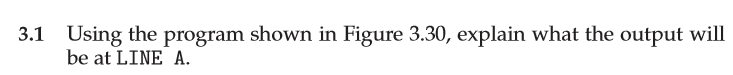 3.1 Using the program shown in Figure 3.30, explain what the output will
be at LINE A.